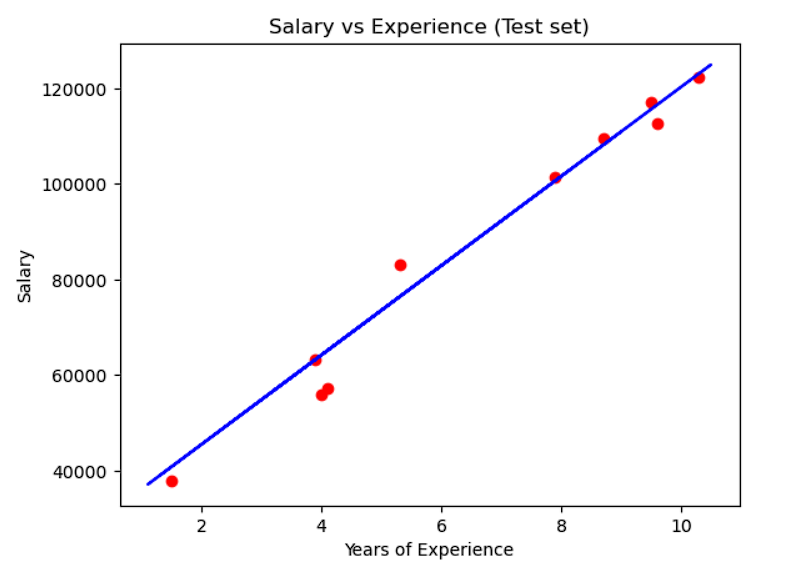 Salary vs Experience (Test set)
120000
100000
80000
60000
40000
Salary
2 4 6 8 10
Years of Experience